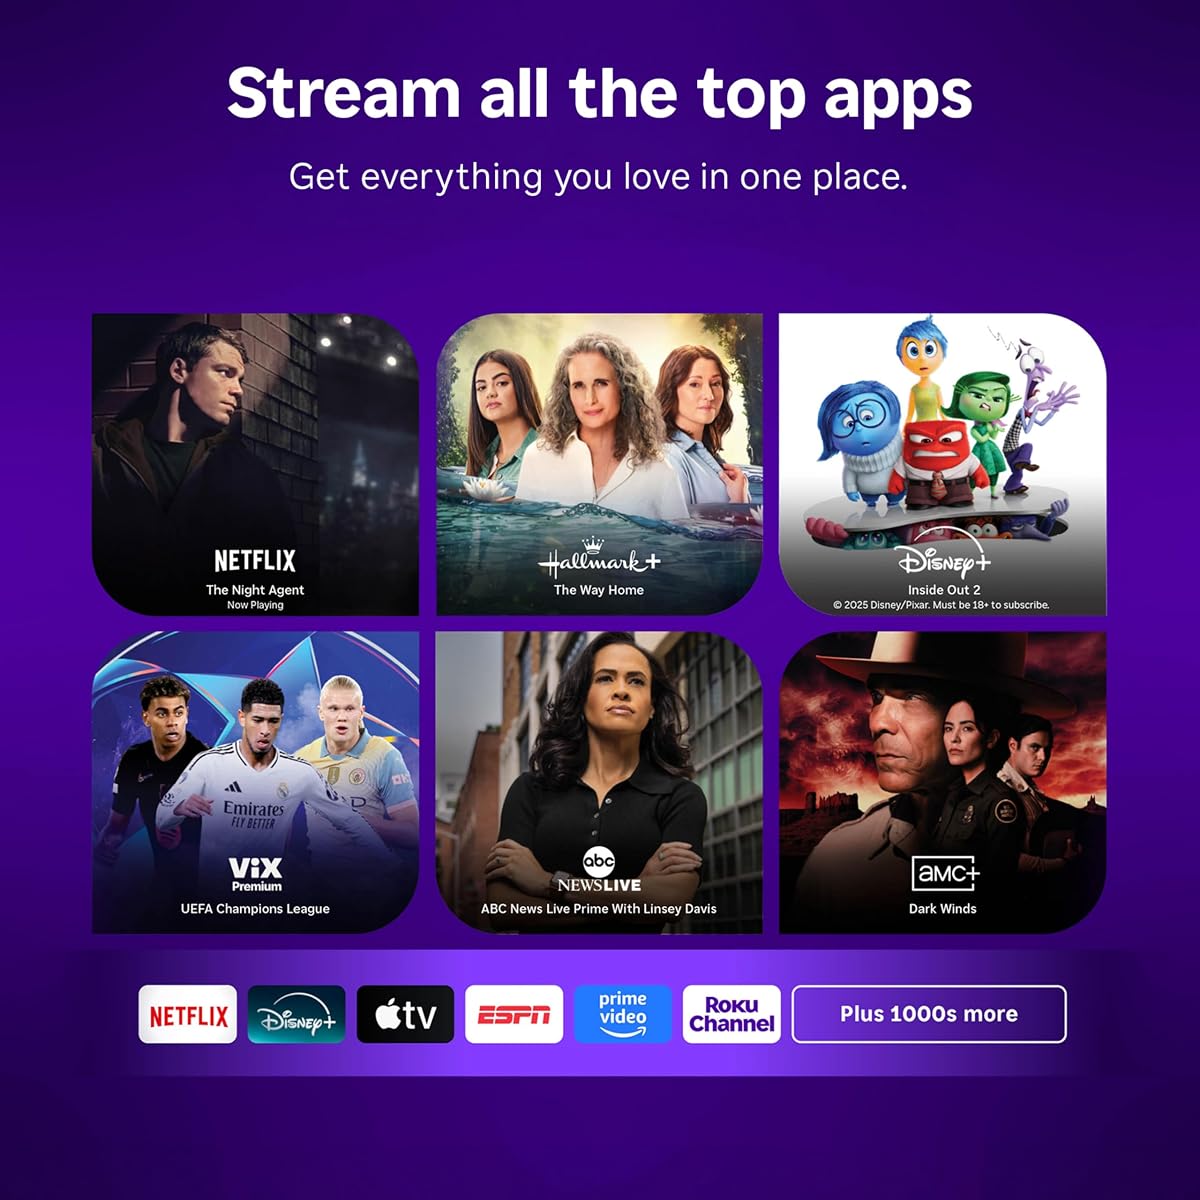 Stream all the top apps
Get everything you love in one place.
NETFLIX
The Night Agent
Now Playing
Hallmark+
The Way Home
Disney+
Inside Out 2
© 2025 Disney/Pixar. Must be 18+ to subscribe.
Emirates
FLY BETTER
ViX
Premium
UEFA Champions League
abc
NEWSLIVE
ABC News Live Prime With Linsey Davis
amc+
Dark Winds
NETFLIX
Disney+
tv
ESPN
prime
video
Roku
Channel
Plus 1000s more